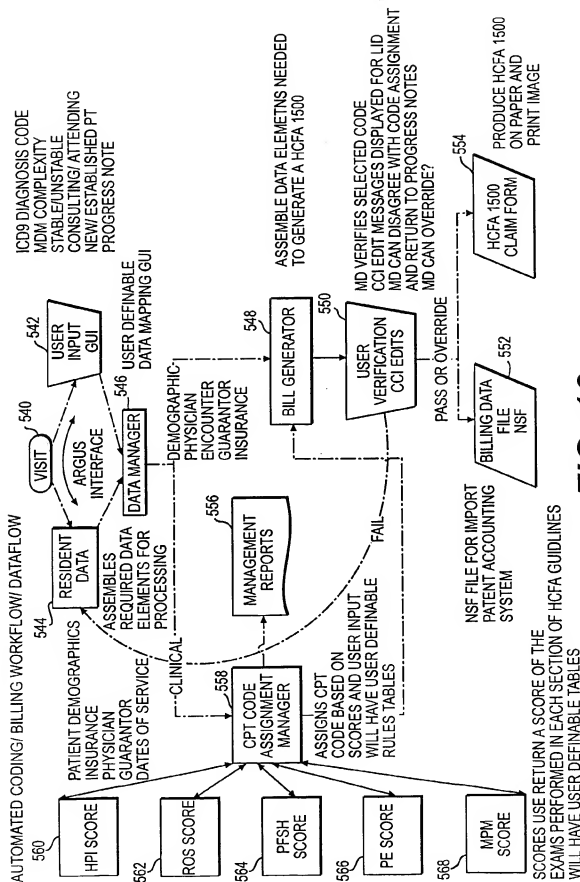 AUTOMATED CODING/ BILLING WORKFLOW/ DATAFLOW
540
VISIT
542
USER
INPUT
GUI
ICD9 DIAGNOSIS CODE
MDM COMPLEXITY
STABLE/UNSTABLE
CONSULTING/ ATTENDING
NEW/ ESTABLISHED PT
PROGRESS NOTE
ARGUS
INTERFACE
544
RESIDENT
DATA
PATIENT DEMOGRAPHICS
INSURANCE
PHYSICIAN
GUARANTOR
DATES OF SERVICE
ASSEMBLES
REQUIRED DATA
ELEMENTS FOR
PROCESSING
546
DATA MANAGER
USER DEFINABLE
DATA MAPPING GUI
CLINICAL
DEMOGRAPHIC-
PHYSICIAN
ENCOUNTER
GUARANTOR
INSURANCE
560
HPI SCORE
562
ROS SCORE
564
PFSH
SCORE
566
PE SCORE
568
MPM
SCORE
558
CPT CODE
ASSIGNMENT
MANAGER
556
MANAGEMENT
REPORTS
548
BILL GENERATOR
ASSEMBLE DATA ELEMETNS NEEDED
TO GENERATE A HCFA 1500
ASSIGNS CPT
CODE BASED ON
SCORES AND USER INPUT
WILL HAVE USER DEFINABLE
RULES TABLES
FAIL
550
USER
VERIFICATION
CCI EDITS
MD VERIFIES SELECTED CODE
CCI EDIT MESSAGES DISPLAYED FOR LID
MD CAN DISAGREE WITH CODE ASSIGNMENT
AND RETURN TO PROGRESS NOTES
MD CAN OVERRIDE?
PASS OR OVERRIDE
552
BILLING DATA
FILE
NSF
NSF FILE FOR IMPORT
PATENT ACCOUNTING
SYSTEM
554
HCFA 1500
CLAIM FORM
PRODUCE HCFA 1500
ON PAPER AND
PRINT IMAGE
SCORES USE RETURN A SCORE OF THE
EXAMS PERFORMED IN EACH SECTION OF HCFA GUIDLINES
WILL HAVE USER DEFINABLE TABLES